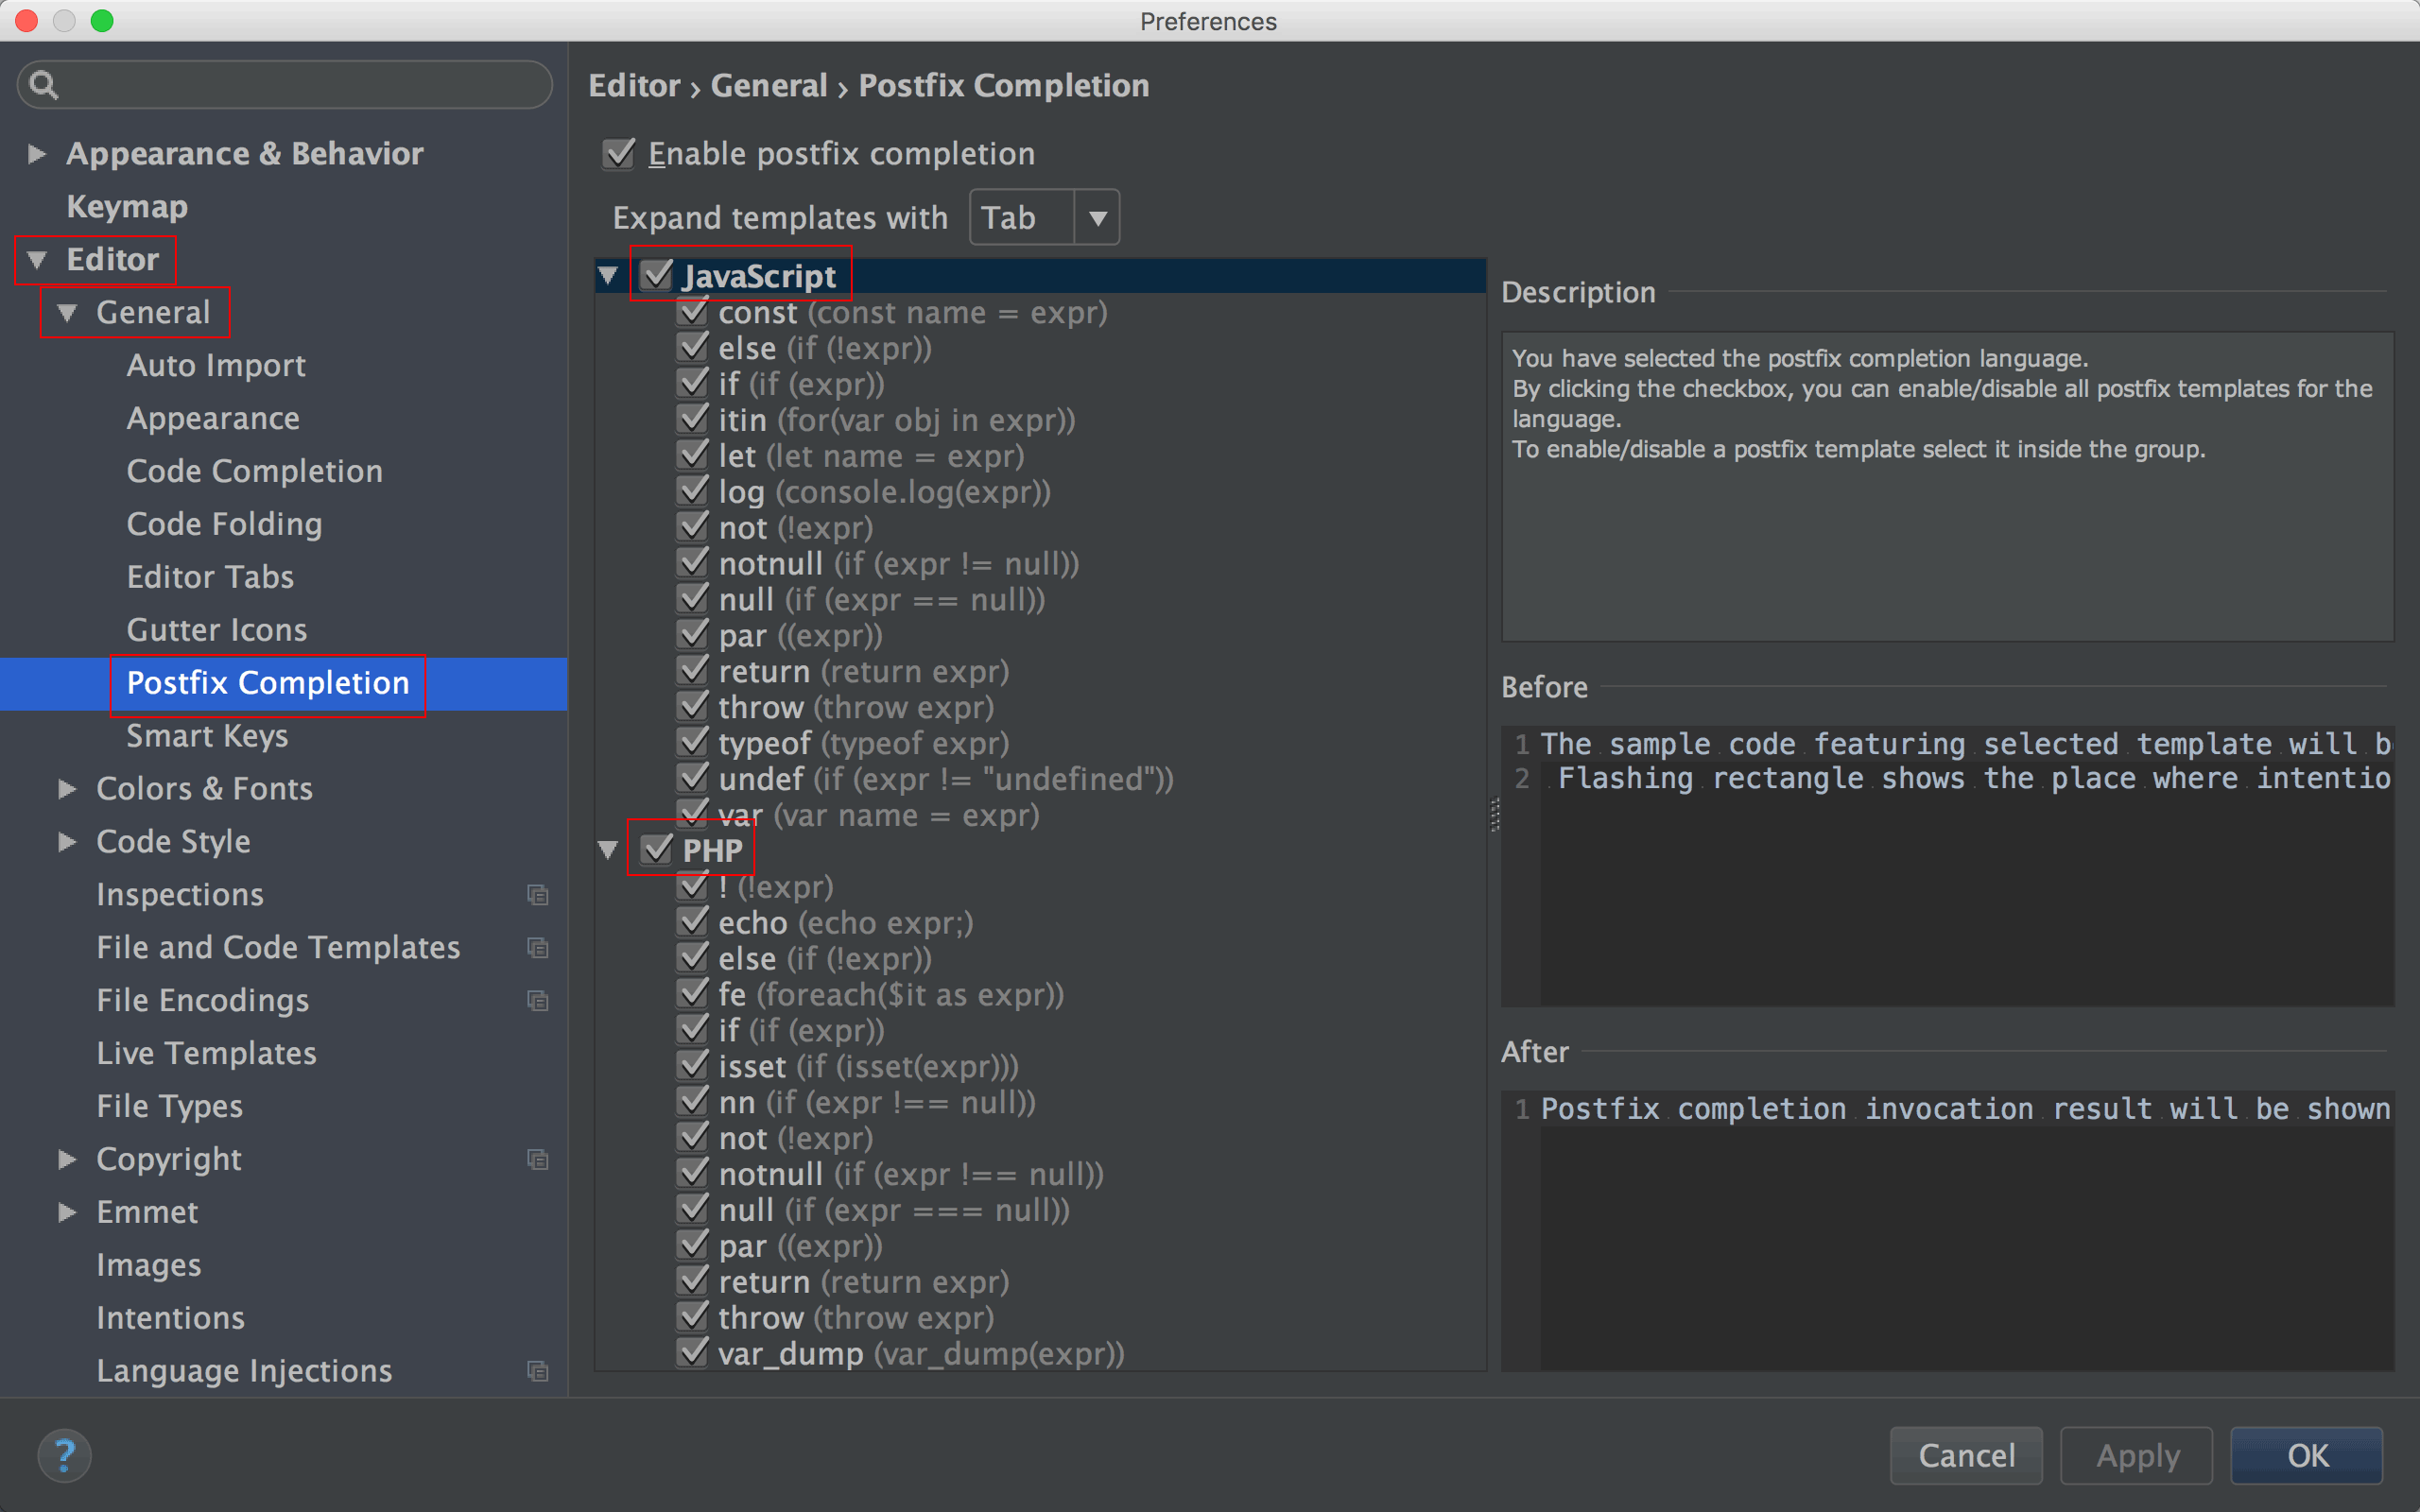 Preferences
Appearance & Behavior
Keymap
Editor
General
Auto Import
Appearance
Code Completion
Code Folding
Editor Tabs
Gutter Icons
Postfix Completion
Smart Keys
Colors & Fonts
Code Style
Inspections
File and Code Templates
File Encodings
Live Templates
File Types
Copyright
Emmet
Images
Intentions
Language Injections
Editor › General › Postfix Completion
Enable postfix completion
Expand templates with Tab
JavaScript
const (const name = expr)
else (if (!expr))
if (if (expr))
itin (for(var obj in expr))
let (let name = expr)
log (console.log(expr))
not (!expr)
notnull (if (expr != null))
null (if (expr == null))
par ((expr))
return (return expr)
throw (throw expr)
typeof (typeof expr)
undef (if (expr != "undefined"))
var (var name = expr)
PHP
! (!expr)
echo (echo expr;)
else (if (!expr))
fe (foreach($it as expr))
if (if (expr))
isset (if (isset(expr)))
nn (if (expr !== null))
not (!expr)
notnull (if (expr !== null))
null (if (expr === null))
par ((expr))
return (return expr)
throw (throw expr)
var_dump (var_dump(expr))
Description
You have selected the postfix completion language.
By clicking the checkbox, you can enable/disable all postfix templates for the
language.
To enable/disable a postfix template select it inside the group.
Before
1 The sample code featuring selected template will b
2 Flashing rectangle shows the place where intentio
After
1 Postfix completion invocation result will be shown
?
Cancel
Apply
OK